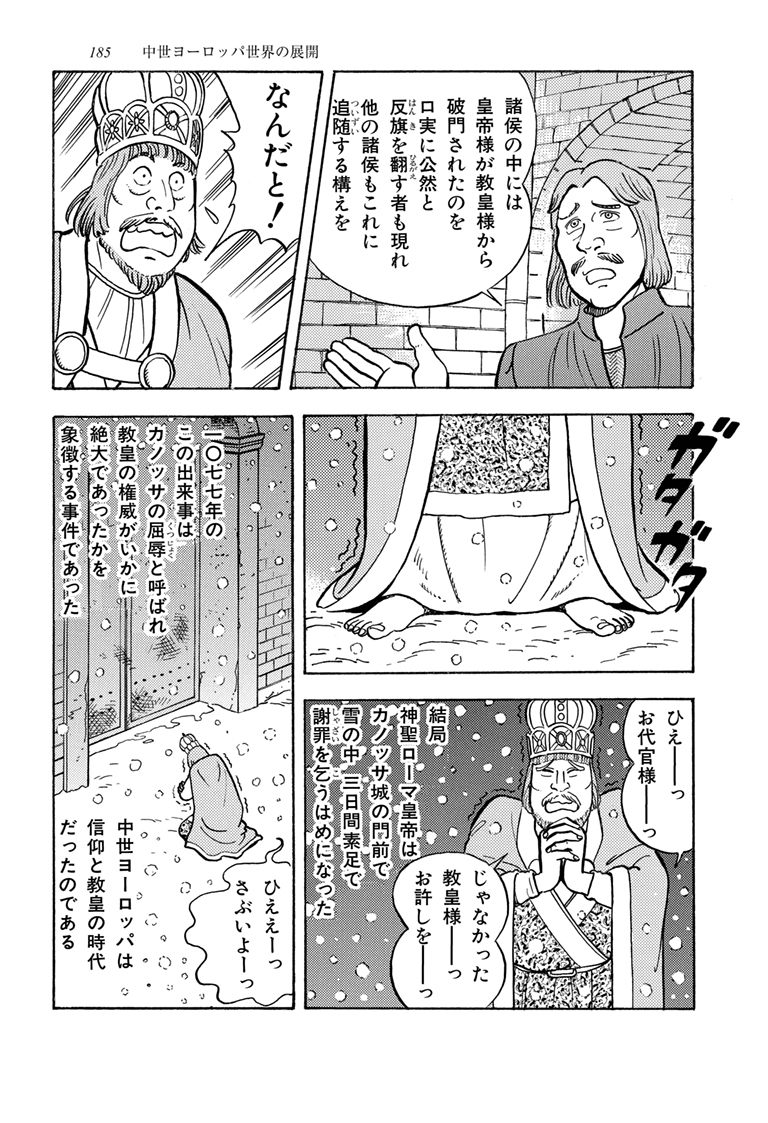 185 中世ヨーロッパ世界の展開
諸侯の中には
皇帝様が教皇様から
破門されたのを
口実に公然と
反旗を翻す者も現れ
他の諸侯もこれに
追随する構えを
なんだと!
ガタガタ
ひえーーっ
お代官様ーーっ
じゃなかった
教皇様ーーっ
お許しをーーっ
結局
神聖ローマ皇帝は
カノッサ城の門前で
雪の中 三日間素足で
謝罪を乞うはめになった
一〇七七年の
この出来事は
カノッサの屈辱と呼ばれ
教皇の権威がいかに
絶大であったかを
象徴する事件であった
ひええーっ
さぶいよーっ
中世ヨーロッパは
信仰と教皇の時代
だったのである